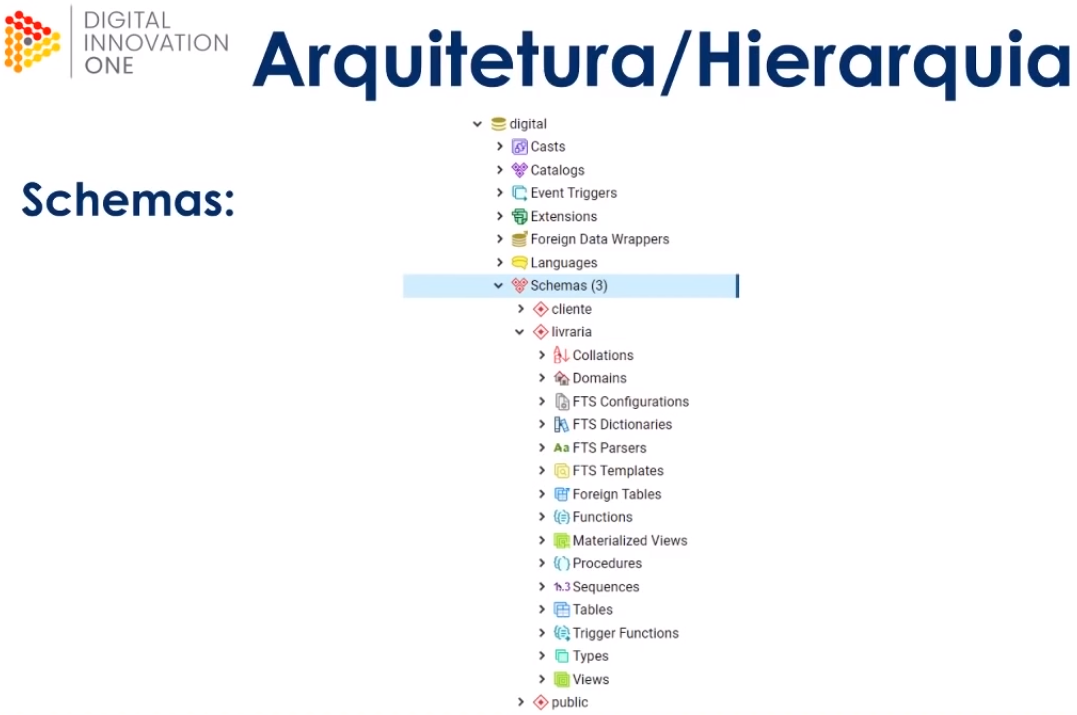 DIGITAL
INNOVATION
ONE
Arquitetura/Hierarquia
Schemas:
digital
Casts
Catalogs
Event Triggers
Extensions
Foreign Data Wrappers
Languages
Schemas (3)
cliente
livraria
Collations
Domains
FTS Configurations
FTS Dictionaries
Aa FTS Parsers
FTS Templates
Foreign Tables
Functions
Materialized Views
Procedures
1..3 Sequences
Tables
Trigger Functions
Types
Views
public